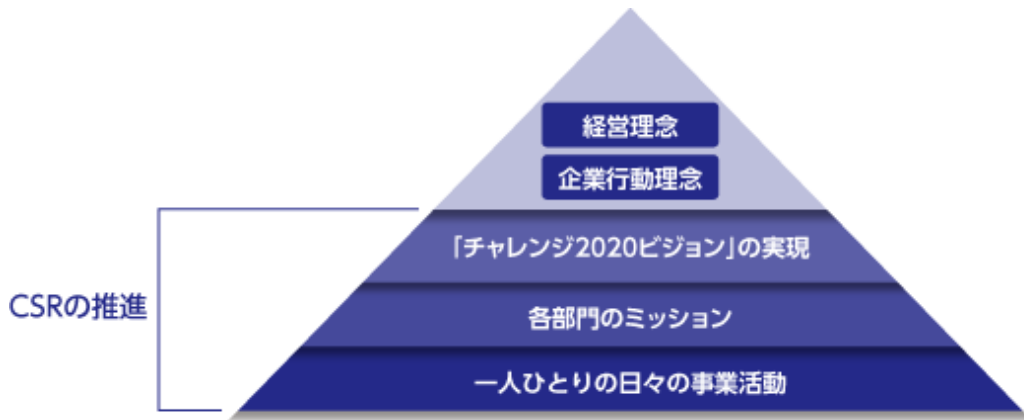 経営理念
企業行動理念
「チャレンジ2020ビジョン」の実現
CSRの推進
各部門のミッション
一人ひとりの日々の事業活動